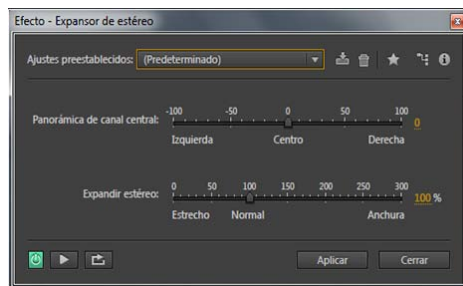 Efecto - Expansor de estéreo
Ajustes preestablecidos: (Predeterminado)
-100 -50 0 50 100
Panorámica de canal central: 0
Izquierda Centro Derecha
0 50 100 150 200 250 300
Expandir estéreo: 100 %
Estrecho Normal Anchura
Aplicar Cerrar